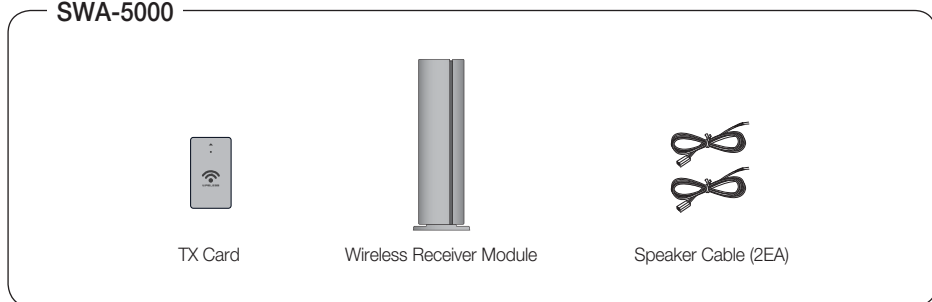 SWA-5000
TX Card
Wireless Receiver Module
Speaker Cable (2EA)